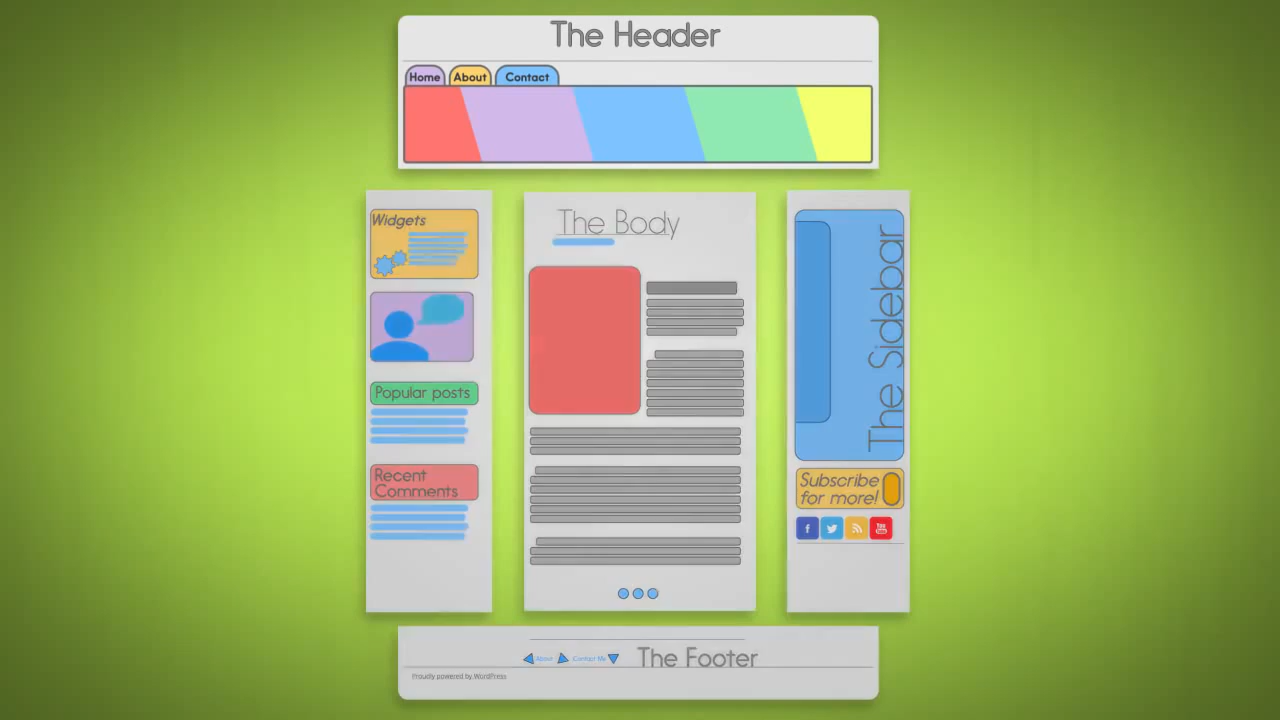 The Header
Home
About
Contact
Widgets
Popular posts
Recent
Comments
The Body
The Sidebar
Subscribe
for more!
f
You
About
Contact Me
The Footer
Proudly powered by WordPress